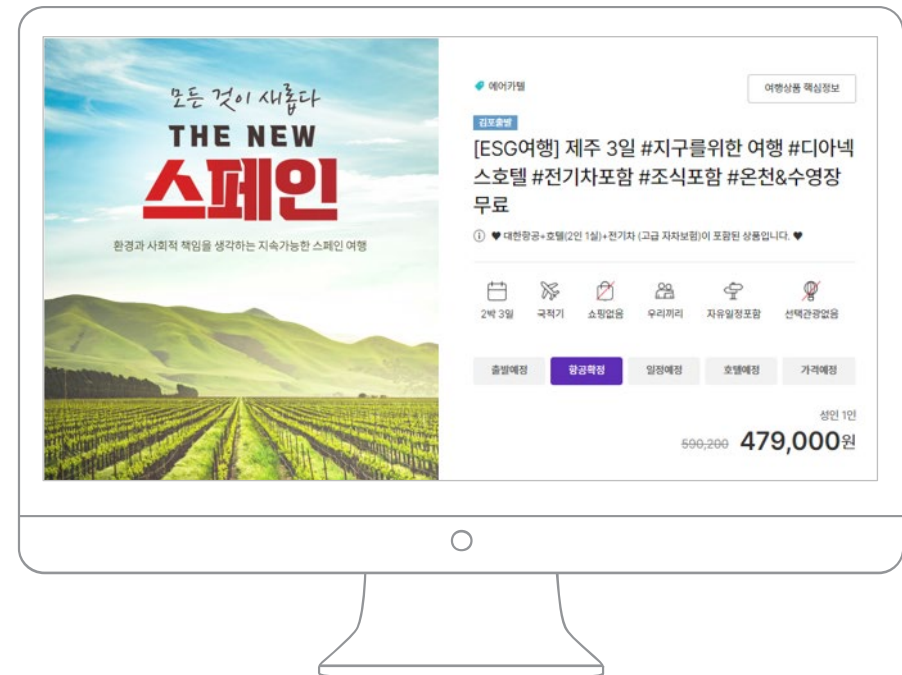 모든 것이 새롭다
THE NEW
스페인
환경과 사회적 책임을 생각하는 지속가능한 스페인 여행
에어카텔
여행상품 핵심정보
김포출발
[ESG여행] 제주 3일 #지구를위한 여행 #디아넥
스호텔 #전기차포함 #조식포함 #온천&수영장
무료
♥ 대한항공+호텔(2인 1실)+전기차 (고급 자차보험)이 포함된 상품입니다. ♥
2박 3일 국적기 쇼핑없음 우리끼리 자유일정포함 선택관광없음
출발예정 항공확정 일정예정 호텔예정 가격예정
성인 1인
590,200 479,000원